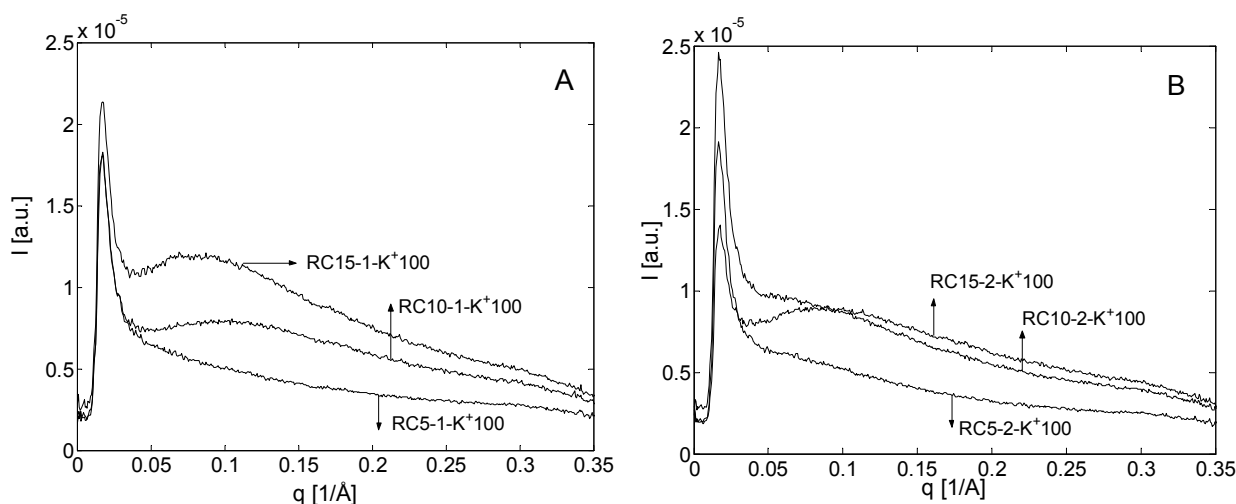 x 10⁻⁵
2.5
2
1.5
1
0.5
0
I [a.u.]
A
RC15-1-K⁺100
RC10-1-K⁺100
RC5-1-K⁺100
0 0.05 0.1 0.15 0.2 0.25 0.3 0.35
q [1/Å]
x 10⁻⁵
2.5
2
1.5
1
0.5
0
I [a.u.]
B
RC15-2-K⁺100
RC10-2-K⁺100
RC5-2-K⁺100
0 0.05 0.1 0.15 0.2 0.25 0.3 0.35
q [1/A]